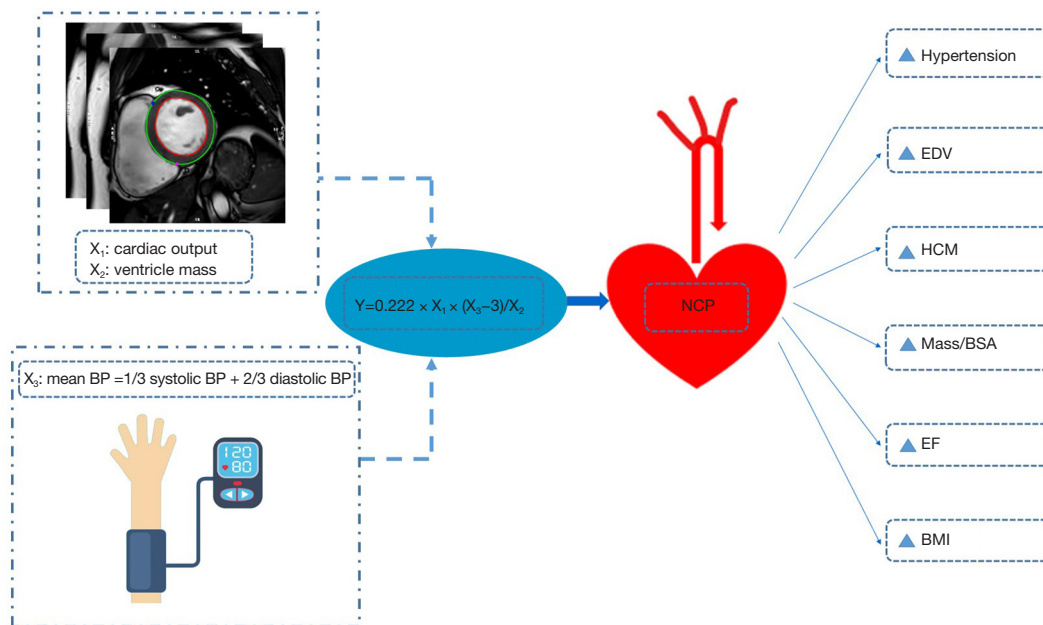 X₁: cardiac output
X₂: ventricle mass
Y=0.222 × X₁ × (X₃−3)/X₂
X₃: mean BP =1/3 systolic BP + 2/3 diastolic BP
120
80
NCP
Hypertension
EDV
HCM
Mass/BSA
EF
BMI